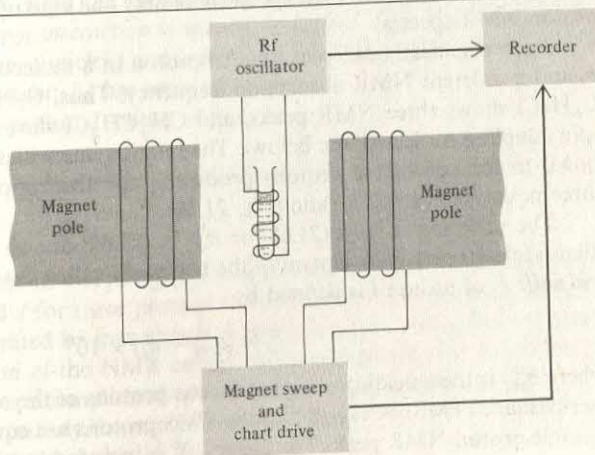 Rf
oscillator
Recorder
Magnet
pole
Magnet
pole
Magnet sweep
and
chart drive